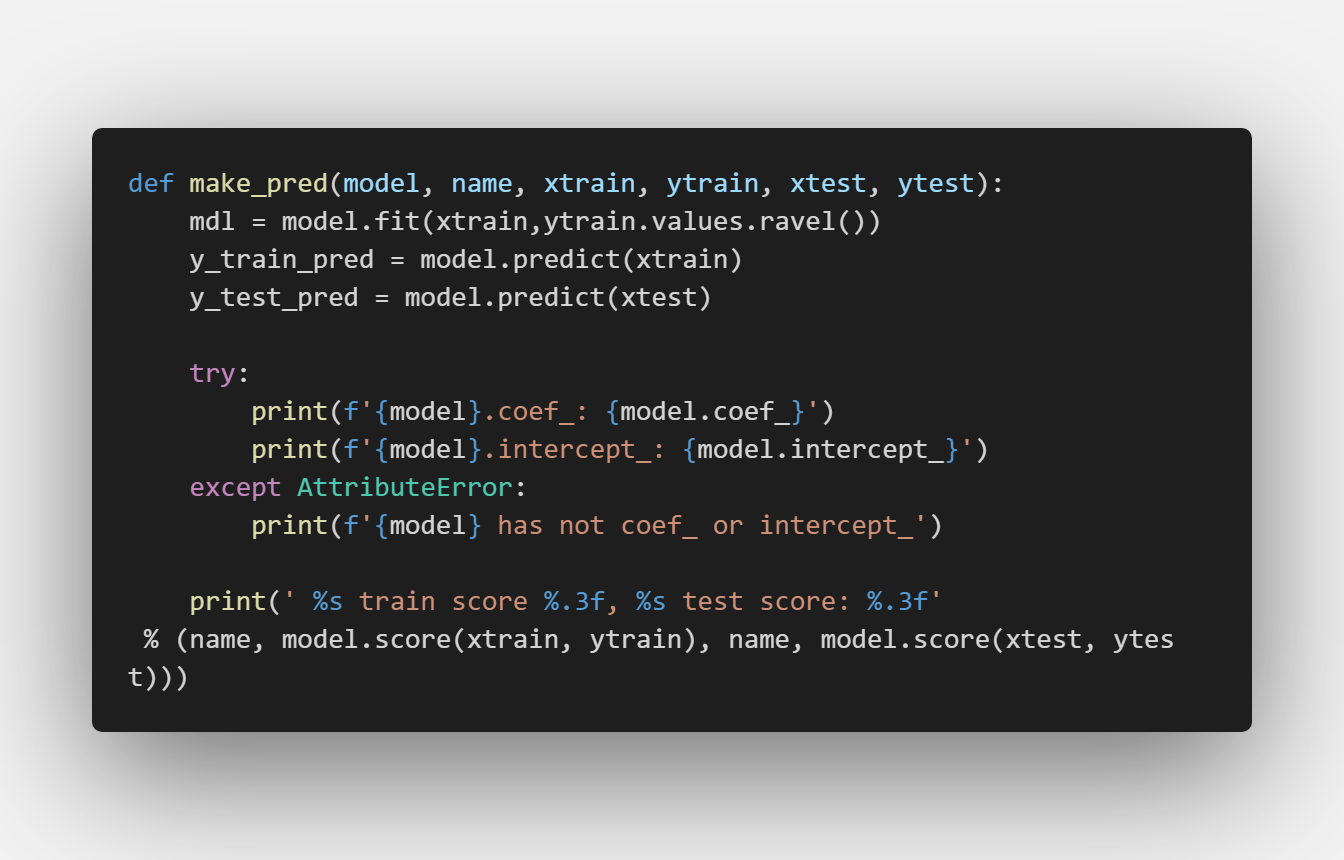 def make_pred(model, name, xtrain, ytrain, xtest, ytest):
    mdl = model.fit(xtrain,ytrain.values.ravel())
    y_train_pred = model.predict(xtrain)
    y_test_pred = model.predict(xtest)

    try:
        print(f'{model}.coef_: {model.coef_}')
        print(f'{model}.intercept_: {model.intercept_}')
    except AttributeError:
        print(f'{model} has not coef_ or intercept_')

    print(' %s train score %.3f, %s test score: %.3f'
 % (name, model.score(xtrain, ytrain), name, model.score(xtest, ytes
t)))